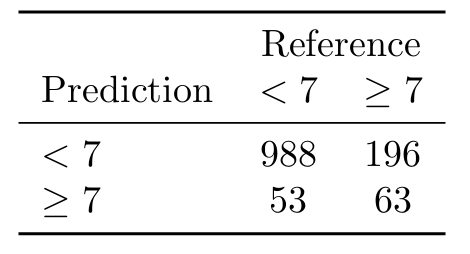 Reference
Prediction < 7 ≥ 7
< 7 988 196
≥ 7 53 63